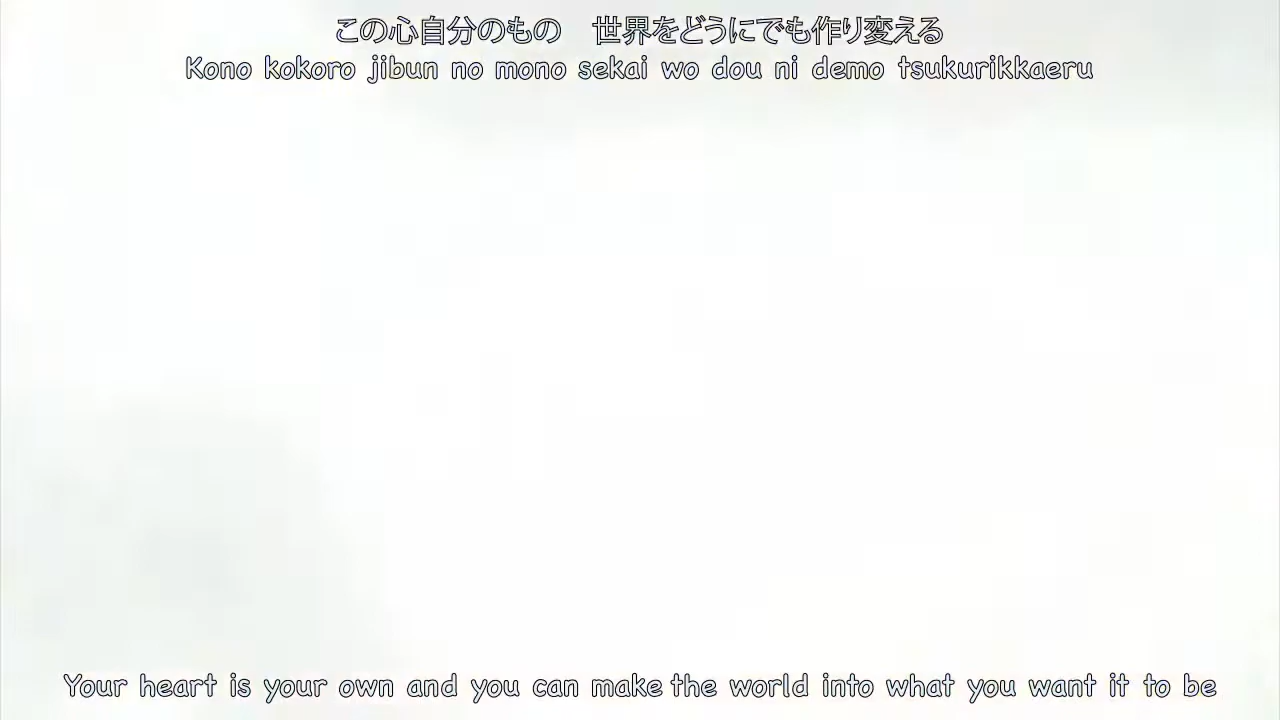 この心自分のもの　世界をどうにでも作り変える
Kono kokoro jibun no mono sekai wo dou ni demo tsukurikkaeru
Your heart is your own and you can make the world into what you want it to be